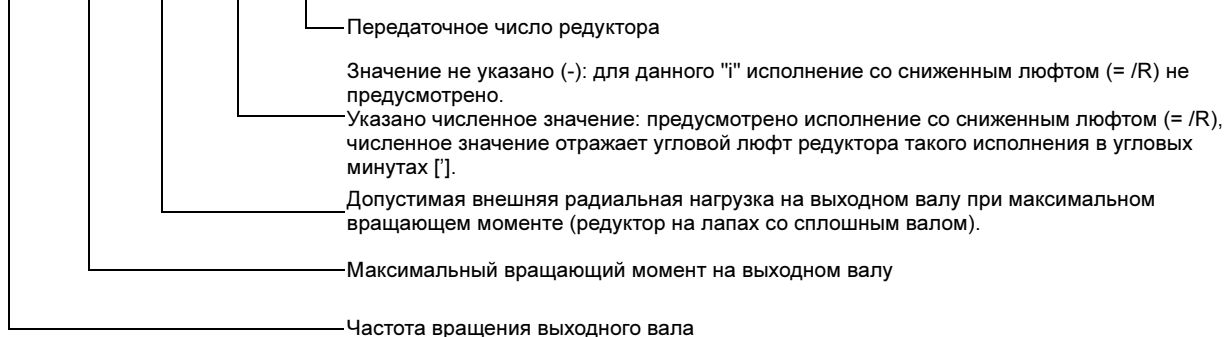 Передаточное число редуктора
Значение не указано (-): для данного "i" исполнение со сниженным люфтом (= /R) не
предусмотрено.
Указано численное значение: предусмотрено исполнение со сниженным люфтом (= /R),
численное значение отражает угловой люфт редуктора такого исполнения в угловых
минутах ['].
Допустимая внешняя радиальная нагрузка на выходном валу при максимальном
вращающем моменте (редуктор на лапах со сплошным валом).
Максимальный вращающий момент на выходном валу
Частота вращения выходного вала